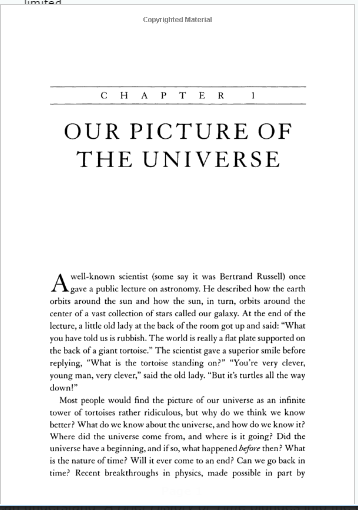 limited
Copyrighted Material
CHAPTER 1
OUR PICTURE OF
THE UNIVERSE
A well-known scientist (some say it was Bertrand Russell) once
gave a public lecture on astronomy. He described how the earth
orbits around the sun and how the sun, in turn, orbits around the
center of a vast collection of stars called our galaxy. At the end of the
lecture, a little old lady at the back of the room got up and said: “What
you have told us is rubbish. The world is really a flat plate supported on
the back of a giant tortoise.” The scientist gave a superior smile before
replying, “What is the tortoise standing on?” “You’re very clever,
young man, very clever,” said the old lady. “But it’s turtles all the way
down!”
Most people would find the picture of our universe as an infinite
tower of tortoises rather ridiculous, but why do we think we know
better? What do we know about the universe, and how do we know it?
Where did the universe come from, and where is it going? Did the
universe have a beginning, and if so, what happened before then? What
is the nature of time? Will it ever come to an end? Can we go back in
time? Recent breakthroughs in physics, made possible in part by